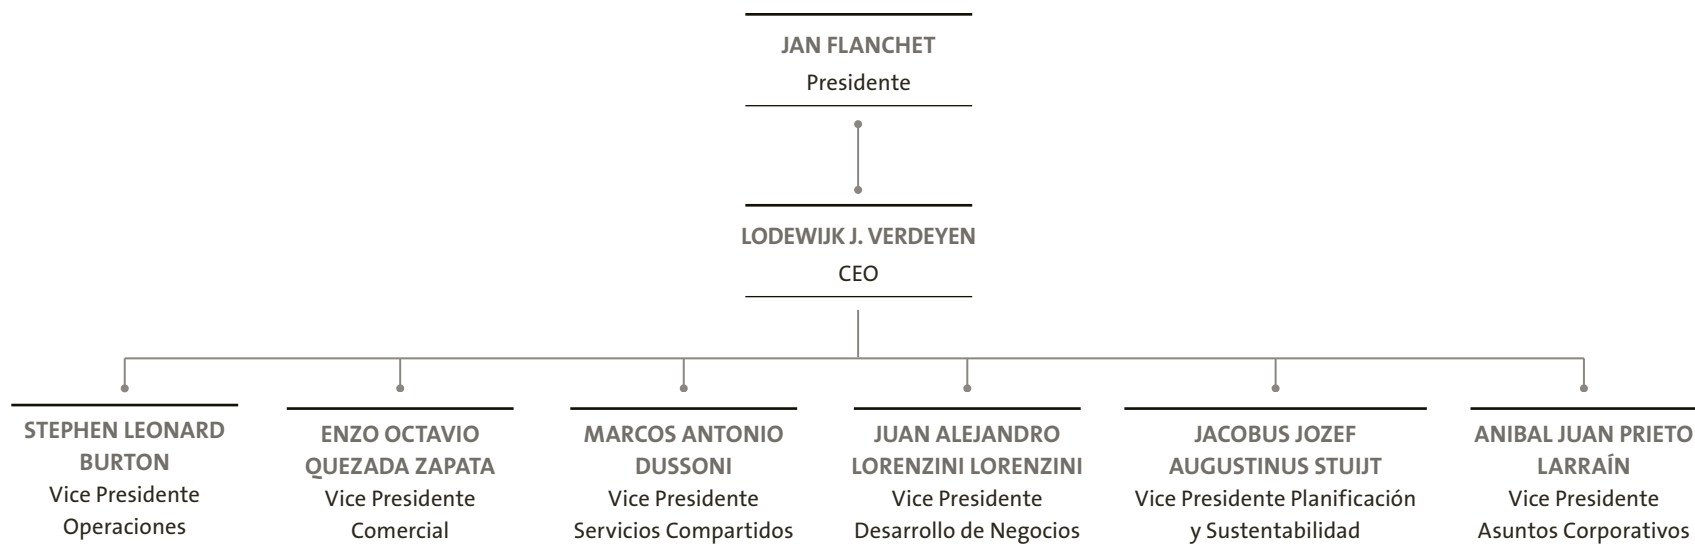 JAN FLANCHET
Presidente
LODEWIJK J. VERDEYEN
CEO
STEPHEN LEONARD
BURTON
Vice Presidente
Operaciones
ENZO OCTAVIO
QUEZADA ZAPATA
Vice Presidente
Comercial
MARCOS ANTONIO
DUSSONI
Vice Presidente
Servicios Compartidos
JUAN ALEJANDRO
LORENZINI LORENZINI
Vice Presidente
Desarrollo de Negocios
JACOBUS JOZEF
AUGUSTINUS STUIJT
Vice Presidente Planificación
y Sustentabilidad
ANIBAL JUAN PRIETO
LARRAÍN
Vice Presidente
Asuntos Corporativos